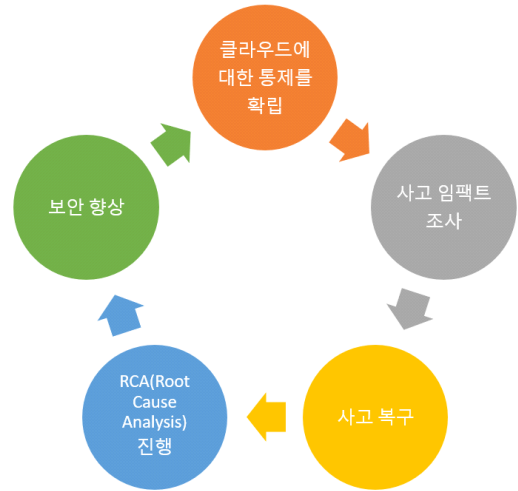 클라우드에
대한 통제를
확립
사고 임팩트
조사
사고 복구
RCA(Root
Cause
Analysis)
진행
보안 향상